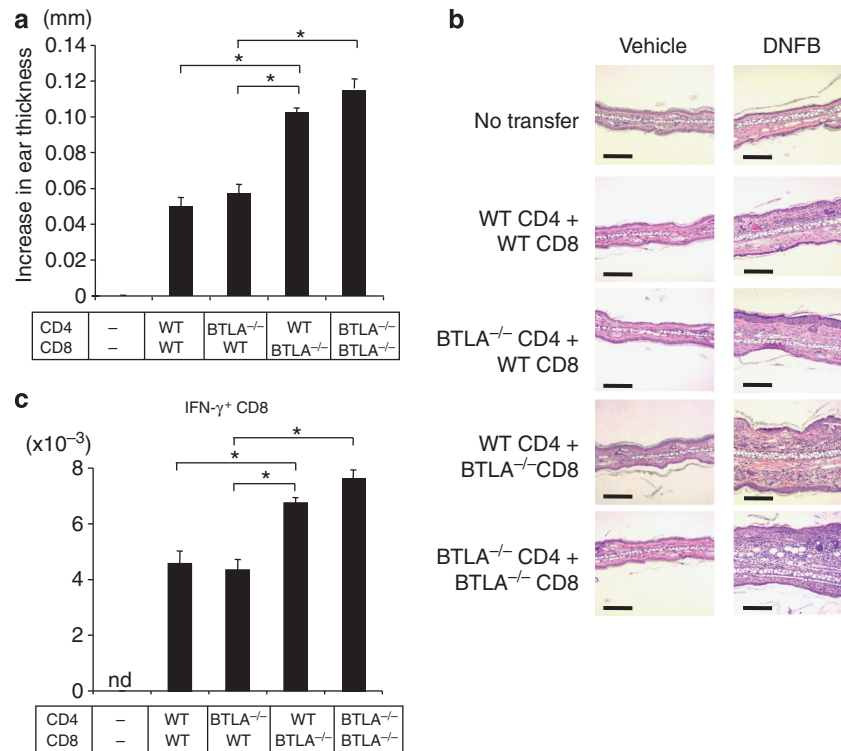 a (mm)
Increase in ear thickness
0.14
0.12
0.10
0.08
0.06
0.04
0.02
0
*
*
*
CD4 – WT BTLA−/− WT BTLA−/−
CD8 – WT WT BTLA−/− BTLA−/−
b
Vehicle DNFB
No transfer
WT CD4 +
WT CD8
BTLA−/− CD4 +
WT CD8
WT CD4 +
BTLA−/−CD8
BTLA−/− CD4 +
BTLA−/− CD8
c
IFN-γ+ CD8
(x10−3)
8
6
4
2
0
nd
*
*
*
CD4 – WT BTLA−/− WT BTLA−/−
CD8 – WT WT BTLA−/− BTLA−/−